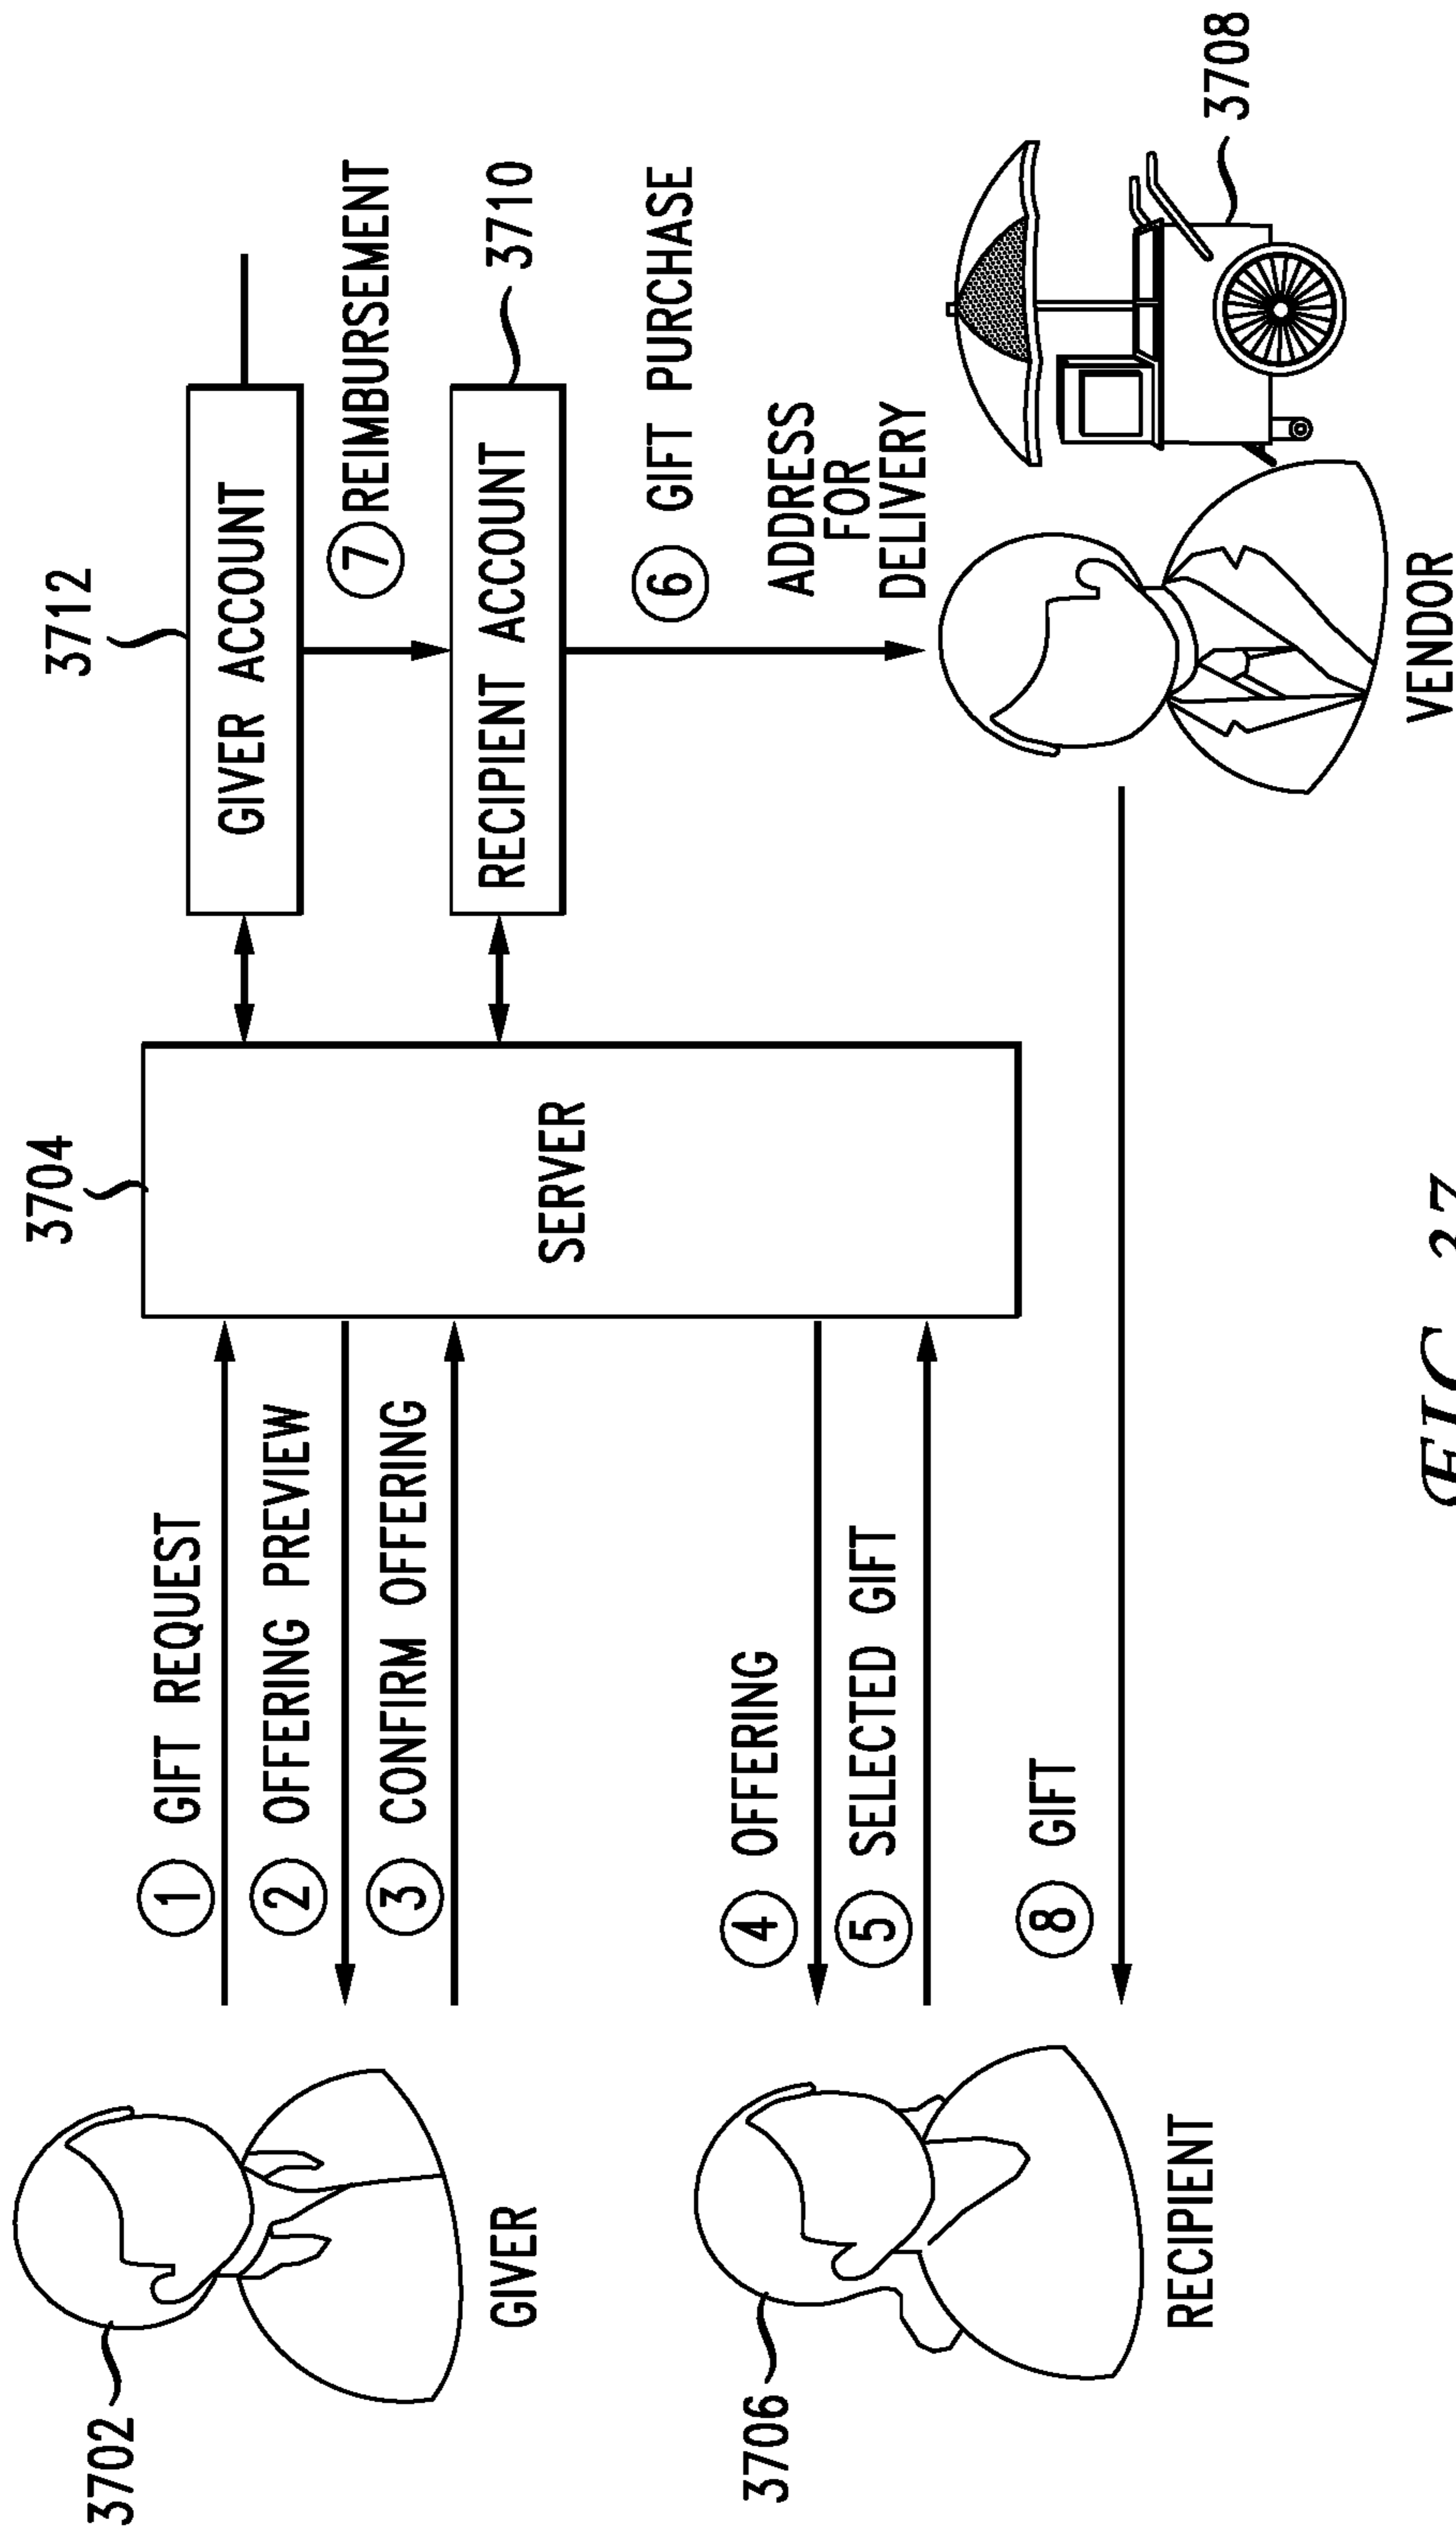 3702
GIVER
1 GIFT REQUEST
2 OFFERING PREVIEW
3 CONFIRM OFFERING
3704
SERVER
3712
GIVER ACCOUNT
7 REIMBURSEMENT
RECIPIENT ACCOUNT
3710
6 GIFT PURCHASE
ADDRESS
FOR
DELIVERY
3706
RECIPIENT
4 OFFERING
5 SELECTED GIFT
8 GIFT
VENDOR
3708
FIG. 37